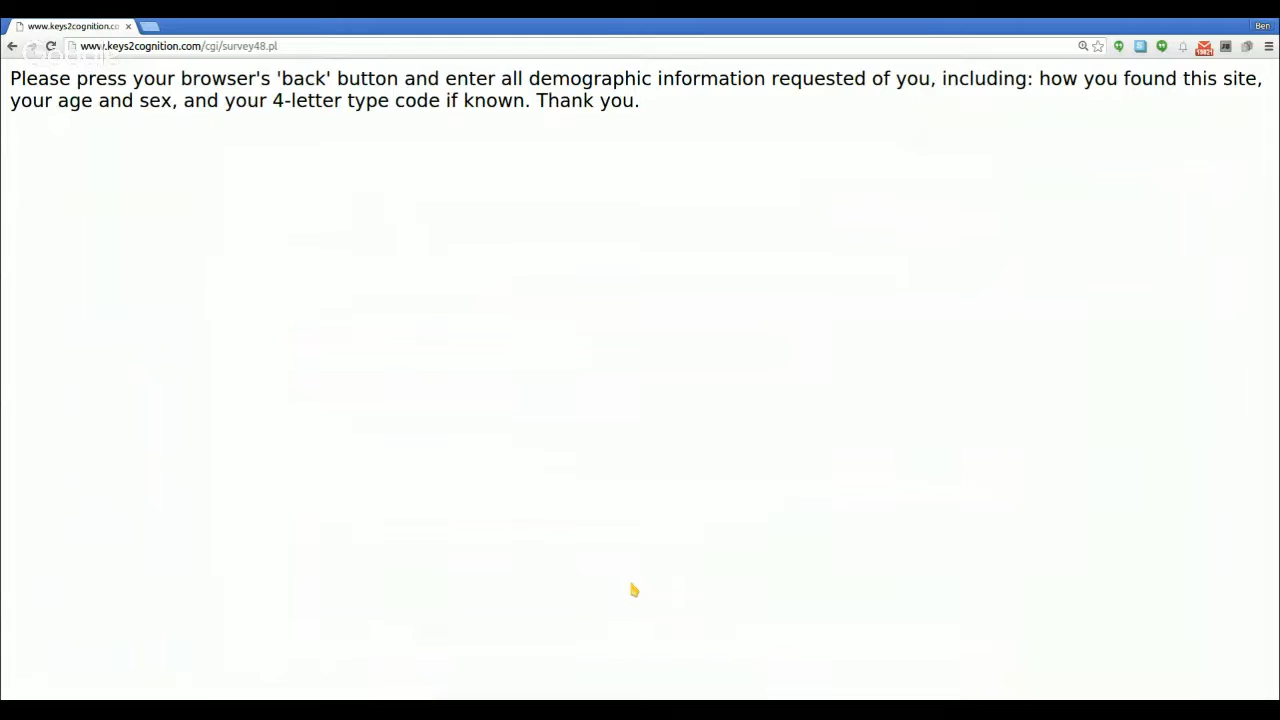 www.keys2cognition.co
Ben
www.keys2cognition.com/cgi/survey48.pl
Please press your browser's 'back' button and enter all demographic information requested of you, including: how you found this site,
your age and sex, and your 4-letter type code if known. Thank you.